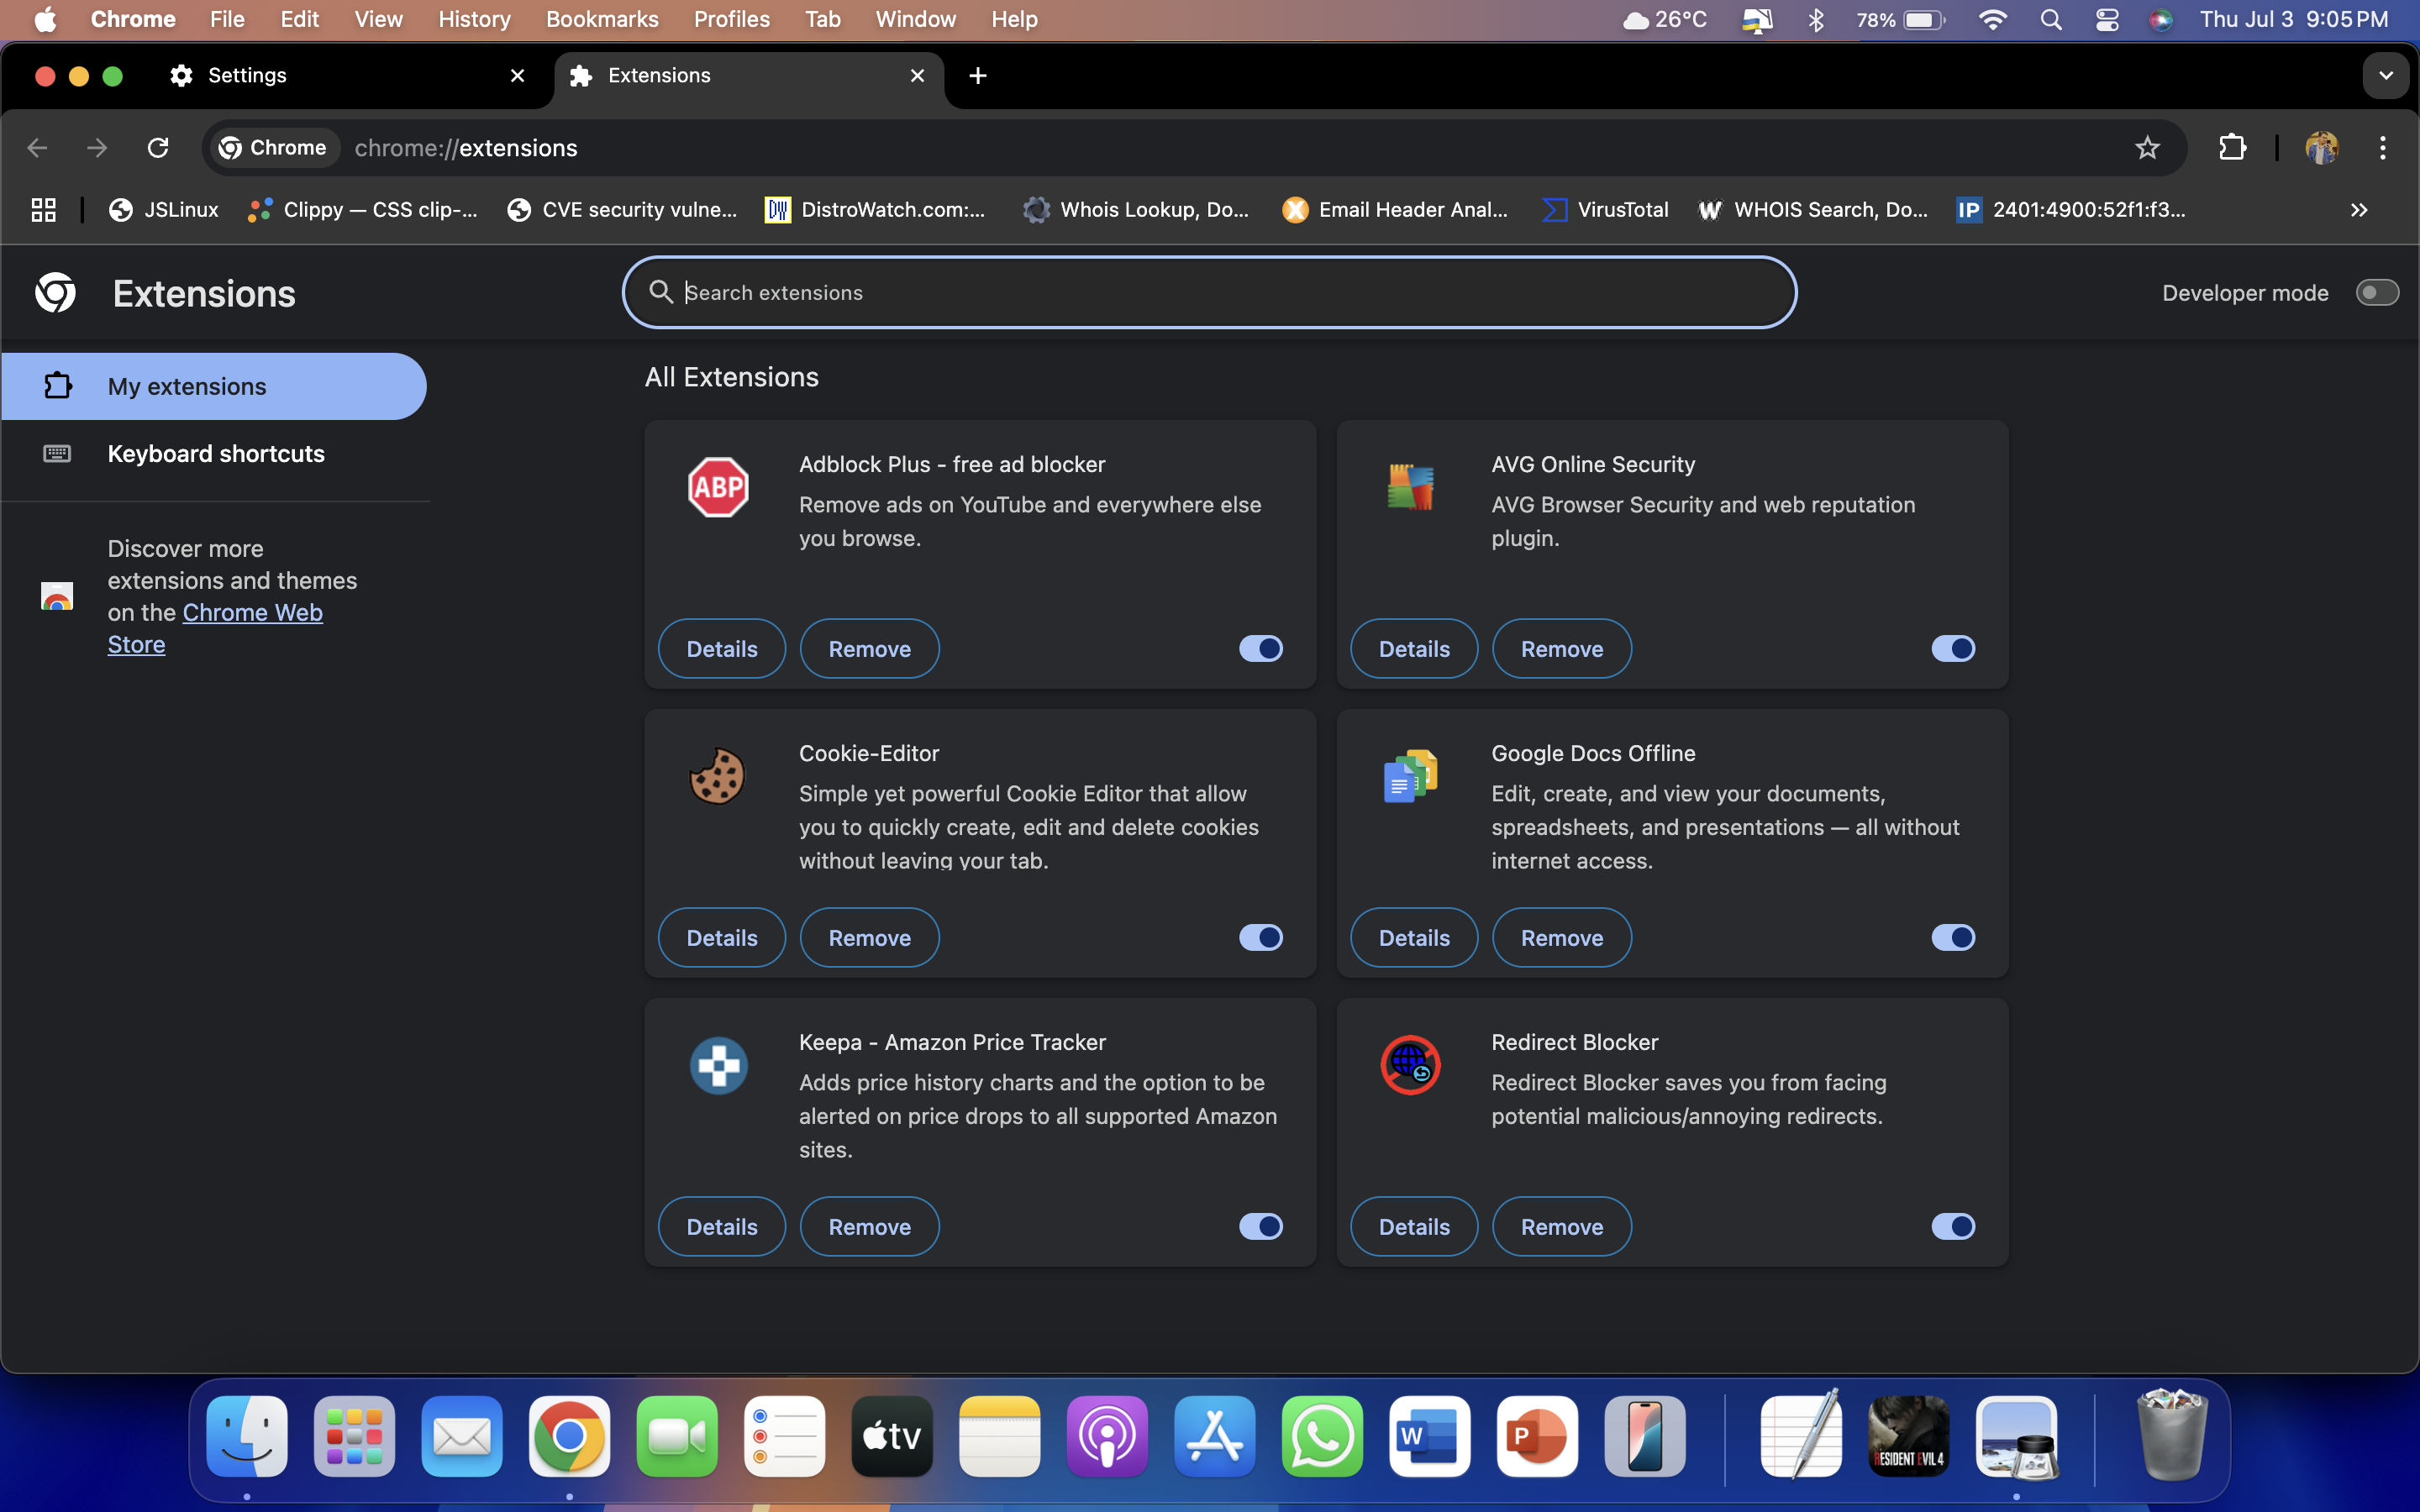 Chrome File Edit View History Bookmarks Profiles Tab Window Help 26°C 78% Thu Jul 3 9:05 PM
Settings Extensions
Chrome chrome://extensions
JSLinux Clippy — CSS clip-... CVE security vulne... DW DistroWatch.com:... Whois Lookup, Do... Email Header Anal... VirusTotal W WHOIS Search, Do... IP 2401:4900:52f1:f3...
Extensions
Search extensions
Developer mode
My extensions
Keyboard shortcuts
Discover more
extensions and themes
on the Chrome Web
Store
All Extensions
ABP
Adblock Plus - free ad blocker
Remove ads on YouTube and everywhere else
you browse.
Details Remove
AVG Online Security
AVG Browser Security and web reputation
plugin.
Details Remove
Cookie-Editor
Simple yet powerful Cookie Editor that allow
you to quickly create, edit and delete cookies
without leaving your tab.
Details Remove
Google Docs Offline
Edit, create, and view your documents,
spreadsheets, and presentations — all without
internet access.
Details Remove
Keepa - Amazon Price Tracker
Adds price history charts and the option to be
alerted on price drops to all supported Amazon
sites.
Details Remove
Redirect Blocker
Redirect Blocker saves you from facing
potential malicious/annoying redirects.
Details Remove
tv W P RESIDENT EVIL 4